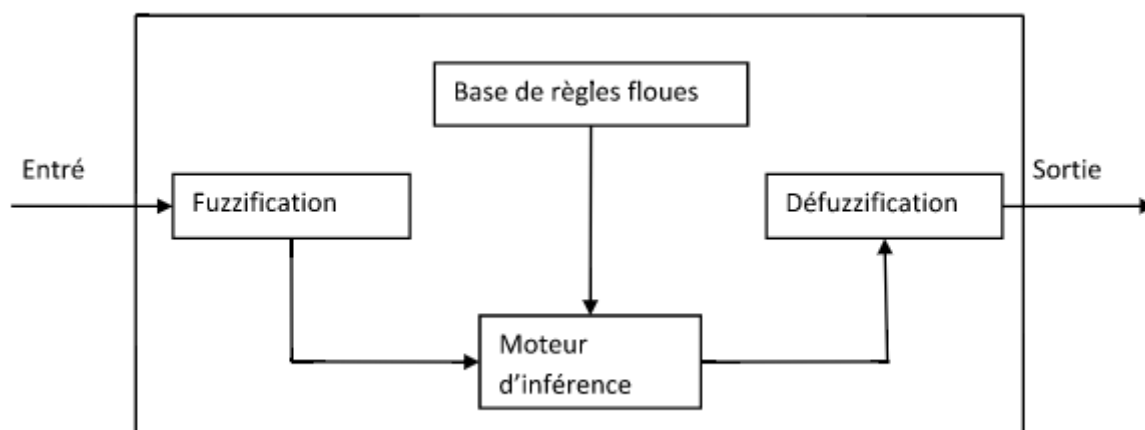 Base de règles floues
Entré
Sortie
Fuzzification
Défuzzification
Moteur
d'inférence